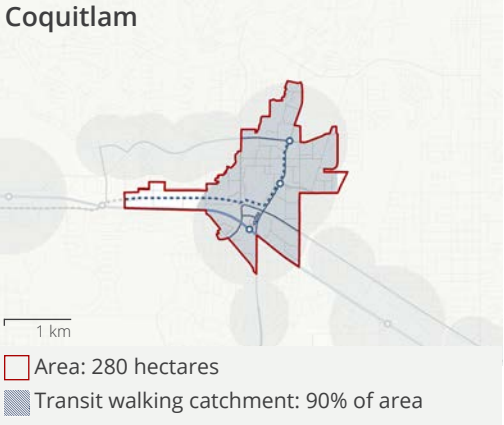 Coquitlam
1 km
Area: 280 hectares
Transit walking catchment: 90% of area